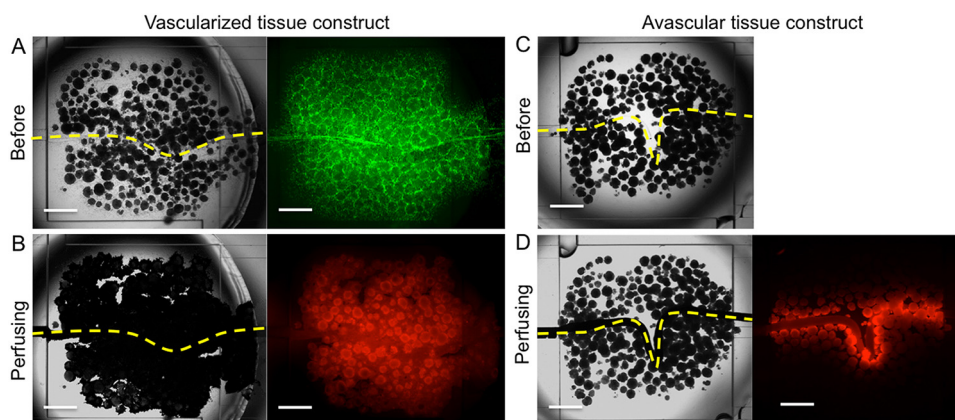 Vascularized tissue construct
Avascular tissue construct
A
Before
C
Before
B
Perfusing
D
Perfusing